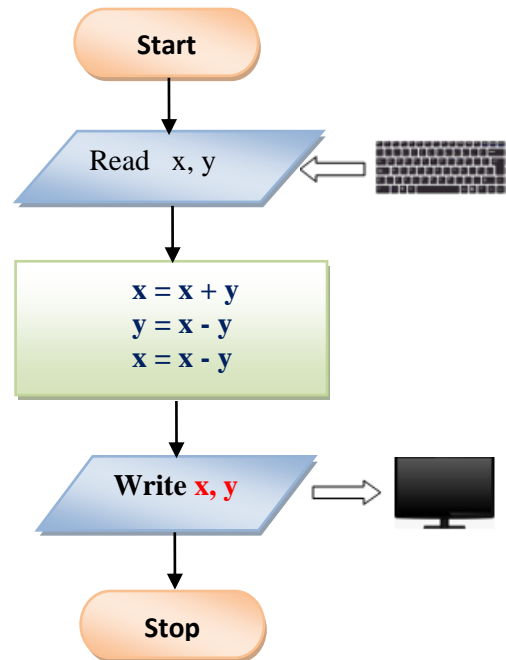 Start
Read x, y
x = x + y
y = x - y
x = x - y
Write x, y
Stop